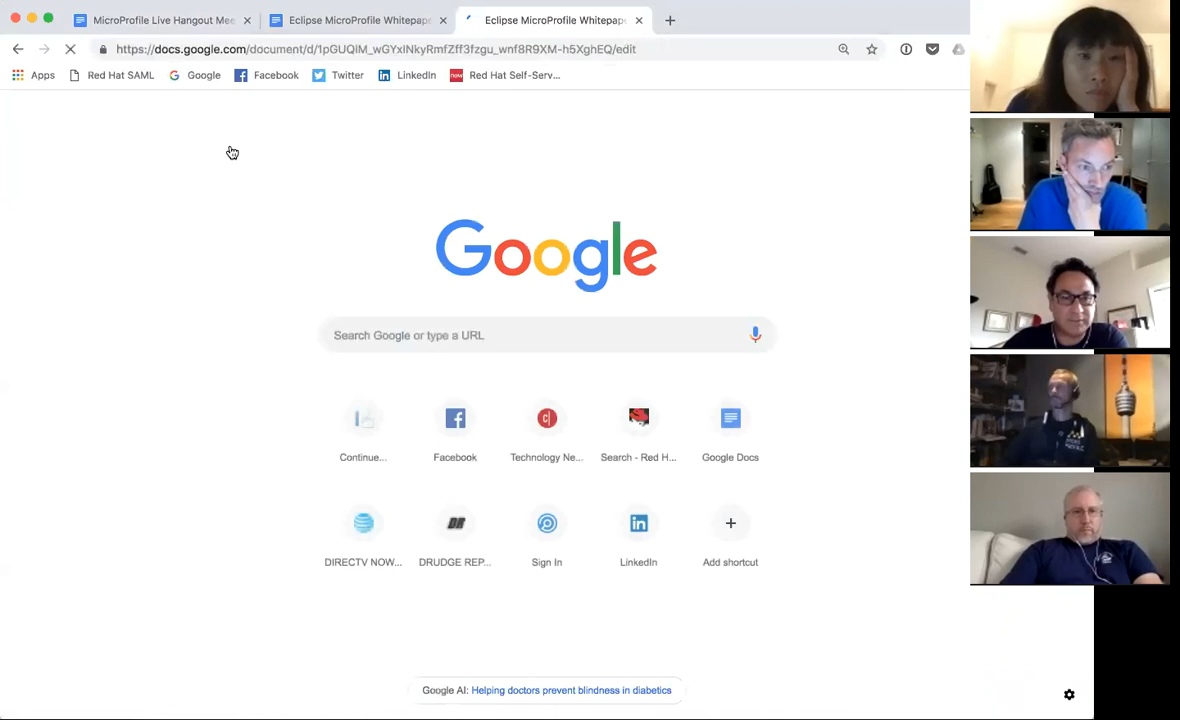 MicroProfile Live Hangout Mee
Eclipse MicroProfile Whitepape
Eclipse MicroProfile Whitepape
https://docs.google.com/document/d/1pGUQlM_wGYxlNkyRmfZff3fzgu_wnf8R9XM-h5XghEQ/edit
Apps
Red Hat SAML
Google
Facebook
Twitter
LinkedIn
Red Hat Self-Serv...
Google
Search Google or type a URL
Continue...
Facebook
Technology Ne...
Search - Red H...
Google Docs
DIRECTV NOW...
DRUDGE REP...
Sign In
LinkedIn
Add shortcut
Google AI: Helping doctors prevent blindness in diabetics